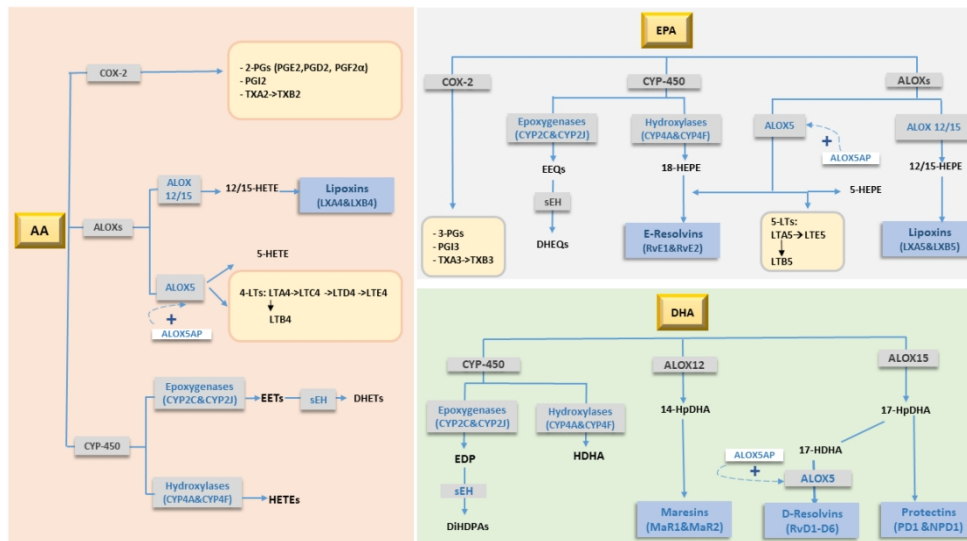 AA
COX-2
- 2-PGs (PGE2,PGD2, PGF2α)
- PGI2
- TXA2->TXB2
ALOXs
ALOX
12/15
12/15-HETE
Lipoxins
(LXA4&LXB4)
ALOX5
5-HETE
4-LTs: LTA4->LTC4 ->LTD4 ->LTE4
LTB4
+
ALOX5AP
CYP-450
Epoxygenases
(CYP2C&CYP2J)
EETs
sEH
DHETs
Hydroxylases
(CYP4A&CYP4F)
HETEs
EPA
COX-2
- 3-PGs
- PGI3
- TXA3->TXB3
CYP-450
Epoxygenases
(CYP2C&CYP2J)
EEQs
sEH
DHEQs
Hydroxylases
(CYP4A&CYP4F)
18-HEPE
E-Resolvins
(RvE1&RvE2)
ALOXs
ALOX5
+
ALOX5AP
5-HEPE
5-LTs:
LTA5→LTE5
LTB5
ALOX 12/15
12/15-HEPE
Lipoxins
(LXA5&LXB5)
DHA
CYP-450
Epoxygenases
(CYP2C&CYP2J)
EDP
sEH
DiHDPAs
Hydroxylases
(CYP4A&CYP4F)
HDHA
ALOX12
14-HpDHA
Maresins
(MaR1&MaR2)
ALOX15
17-HpDHA
17-HDHA
ALOX5AP
+
ALOX5
D-Resolvins
(RvD1-D6)
Protectins
(PD1 &NPD1)